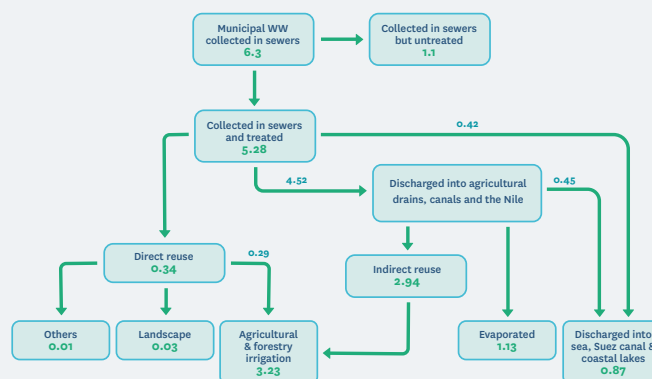 Municipal WW
collected in sewers
6.3
Collected in sewers
but untreated
1.1
Collected in sewers
and treated
5.28
0.42
4.52
Discharged into agricultural
drains, canals and the Nile
0.45
Direct reuse
0.34
0.29
Indirect reuse
2.94
Others
0.01
Landscape
0.03
Agricultural
& forestry
irrigation
3.23
Evaporated
1.13
Discharged into
sea, Suez canal &
coastal lakes
0.87